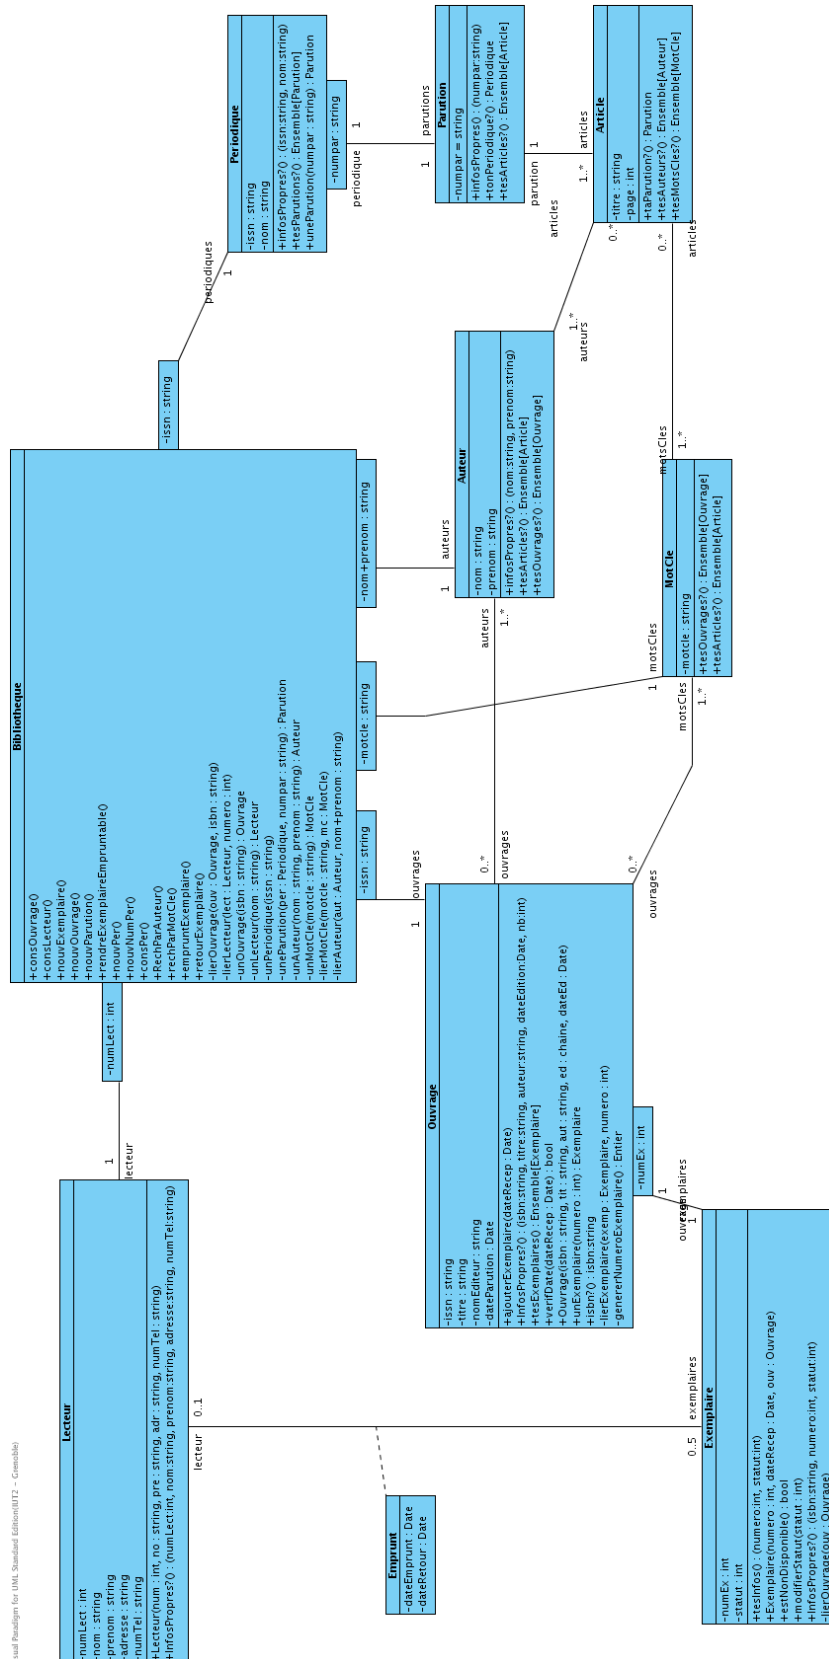 sual Paradigm for UML Standard Edition(IUT2 - Grenoble)
Lecteur
-numLect : int
-nom : string
-prenom : string
-adresse : string
-numTel : string
+Lecteur(num : int, no : string, pre : string, adr : string, numTel : string)
+InfosPropres?() : (numLect:int, nom:string, prenom:string, adresse:string, numTel:string)
1
lecteur
-numLect : int
Bibliotheque
+consOuvrage()
+consLecteur()
+nouvExemplaire()
+nouvOuvrage()
+nouvParution()
+rendreExemplaireEmpruntable()
+nouvPer()
+nouvNumPer()
+consPer()
+RechParAuteur()
+rechParMotCle()
+empruntExemplaire()
+retourExemplaire()
-lierOuvrage(ouv : Ouvrage, isbn : string)
-lierLecteur(lect : Lecteur, numero : int)
-unOuvrage(isbn : string) : Ouvrage
-unLecteur(nom : string) : Lecteur
-unPeriodique(issn : string)
-uneParution(per : Periodique, numpar : string) : Parution
-unAuteur(nom : string, prenom : string) : Auteur
-unMotCle(motcle : string) : MotCle
-lierMotCle(motcle : string, mc : MotCle)
-lierAuteur(aut : Auteur, nom+prenom : string)
-issn : string
-motcle : string
-nom+prenom : string
-issn : string
periodiques
1
Periodique
-issn : string
-nom : string
+infosPropres?() : (issn:string, nom:string)
+tesParutions?() : Ensemble[Parution]
+uneParution(numpar : string) : Parution
-numpar : string
periodique
1
1
parutions
Parution
-numpar = string
+infosPropres() : (numpar:string)
+tonPeriodique?() : Periodique
+tesArticles?() : Ensemble[Article]
parution
1
1..*
articles
Article
-titre : string
-page : int
+taParution?() : Parution
+tesAuteurs?() : Ensemble[Auteur]
+tesMotsCles?() : Ensemble[MotCle]
articles
0..*
0..*
articles
1..*
auteurs
Auteur
-nom : string
-prenom : string
+infosPropres?() : (nom:string, prenom:string)
+tesArticles?() : Ensemble[Article]
+tesOuvrages?() : Ensemble[Ouvrage]
1
auteurs
auteurs
1..*
motsCles
1..*
MotCle
-motcle : string
+tesOuvrages?() : Ensemble[Ouvrage]
+tesArticles?() : Ensemble[Article]
1
motsCles
motsCles
1..*
0..*
ouvrages
0..*
ouvrages
1
ouvrages
Ouvrage
-issn : string
-titre : string
-nomEditeur : string
-dateParution : Date
+ajouterExemplaire(dateRecep : Date)
+InfosPropres?() : (isbn:string, titre:string, auteur:string, dateEdition:Date, nb:int)
+tesExemplaires() : Ensemble[Exemplaire]
+verifDate(dateRecep : Date) : bool
+Ouvrage(isbn : string, tit : string, aut : string, ed : chaine, dateEd : Date)
+unExemplaire(numero : int) : Exemplaire
+isbn?() : isbn:string
-lierExemplaire(exemp : Exemplaire, numero : int)
-genererNumeroExemplaire() : Entier
-numEx : int
1
ouvrage
1
exemplaires
lecteur
0..1
0..5
exemplaires
Emprunt
-dateEmprunt : Date
-dateRetour : Date
Exemplaire
-numEx : int
-statut : int
+tesInfos() : (numero:int, statut:int)
+Exemplaire(numero : int, dateRecep : Date, ouv : Ouvrage)
+estNonDisponible() : bool
+modifierStatut(statut : int)
+InfosPropres?() : (isbn:string, numero:int, statut:int)
-lierOuvrage(ouv : Ouvrage)